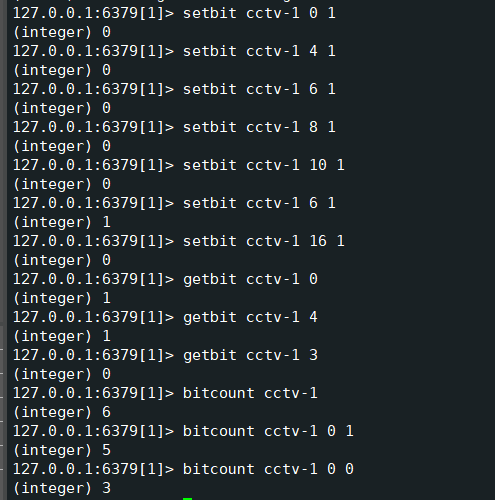 127.0.0.1:6379[1]> setbit cctv-1 0 1
(integer) 0
127.0.0.1:6379[1]> setbit cctv-1 4 1
(integer) 0
127.0.0.1:6379[1]> setbit cctv-1 6 1
(integer) 0
127.0.0.1:6379[1]> setbit cctv-1 8 1
(integer) 0
127.0.0.1:6379[1]> setbit cctv-1 10 1
(integer) 0
127.0.0.1:6379[1]> setbit cctv-1 6 1
(integer) 1
127.0.0.1:6379[1]> setbit cctv-1 16 1
(integer) 0
127.0.0.1:6379[1]> getbit cctv-1 0
(integer) 1
127.0.0.1:6379[1]> getbit cctv-1 4
(integer) 1
127.0.0.1:6379[1]> getbit cctv-1 3
(integer) 0
127.0.0.1:6379[1]> bitcount cctv-1
(integer) 6
127.0.0.1:6379[1]> bitcount cctv-1 0 1
(integer) 5
127.0.0.1:6379[1]> bitcount cctv-1 0 0
(integer) 3